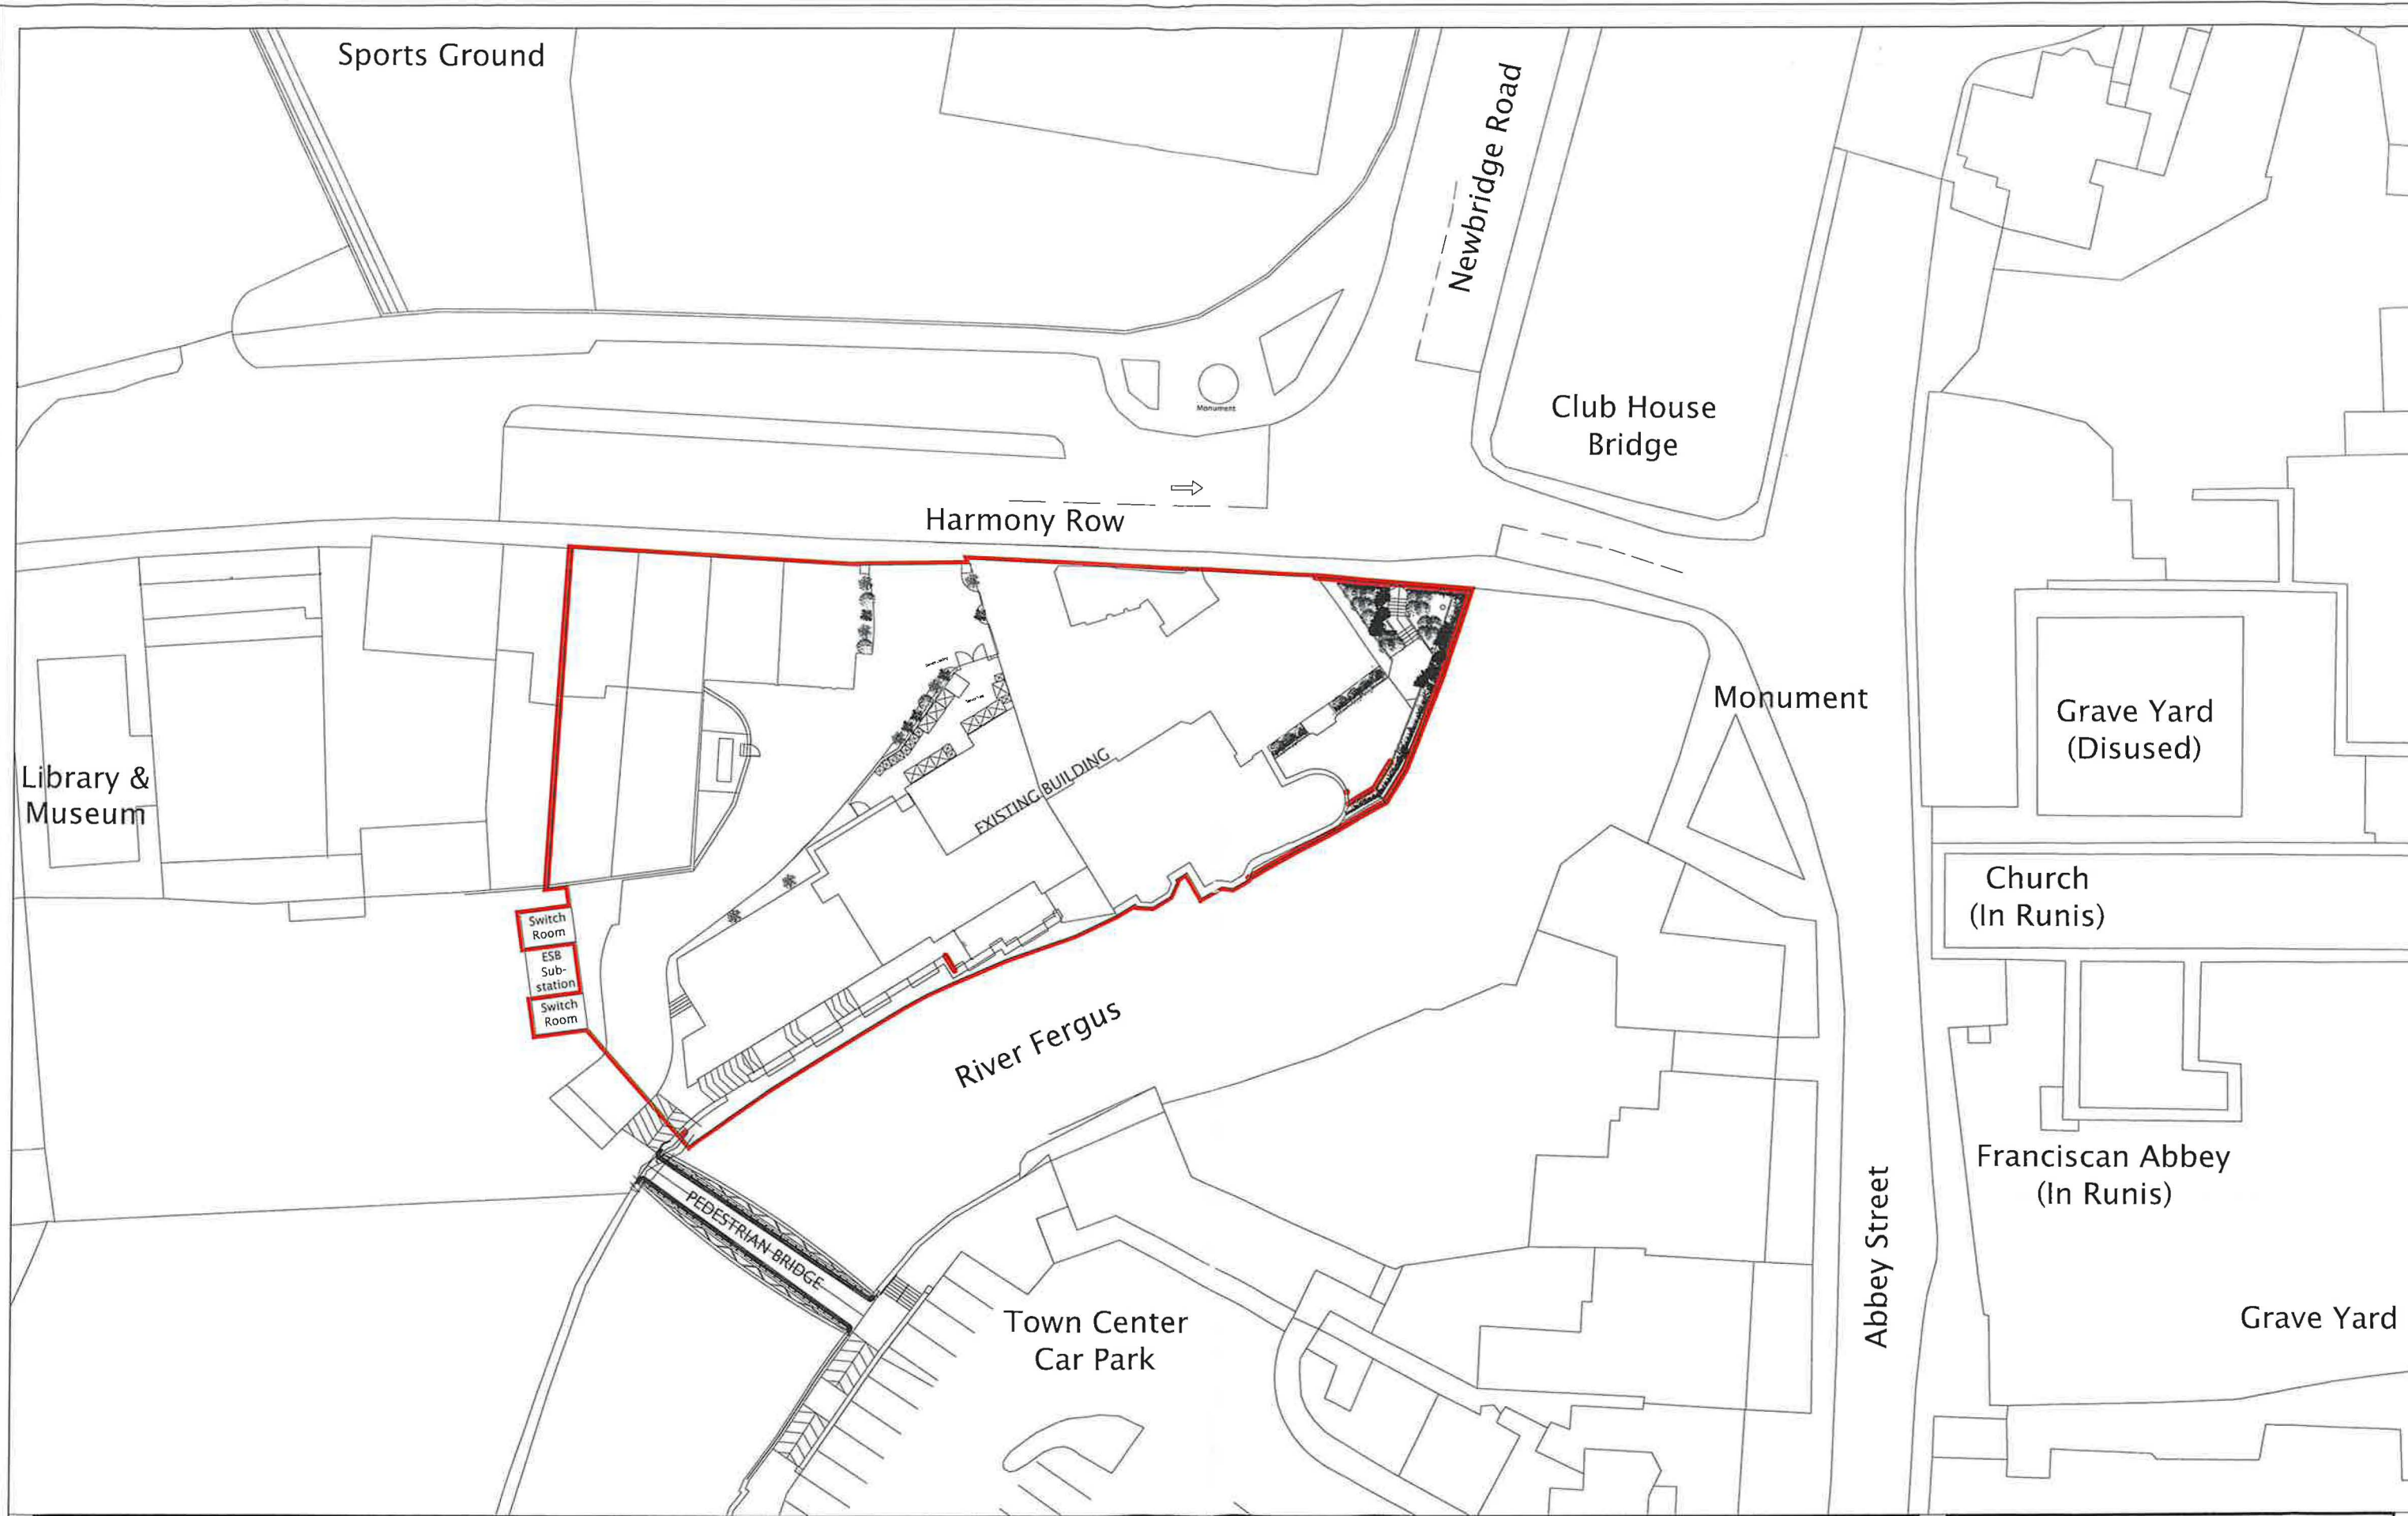 Sports Ground
Newbridge Road
Monument
Club House
Bridge
Harmony Row
Monument
Grave Yard
(Disused)
Library &
Museum
EXISTING BUILDING
Church
(In Runis)
Switch
Room
ESB
Sub-
station
Switch
Room
River Fergus
Franciscan Abbey
(In Runis)
PEDESTRIAN BRIDGE
Abbey Street
Town Center
Car Park
Grave Yard